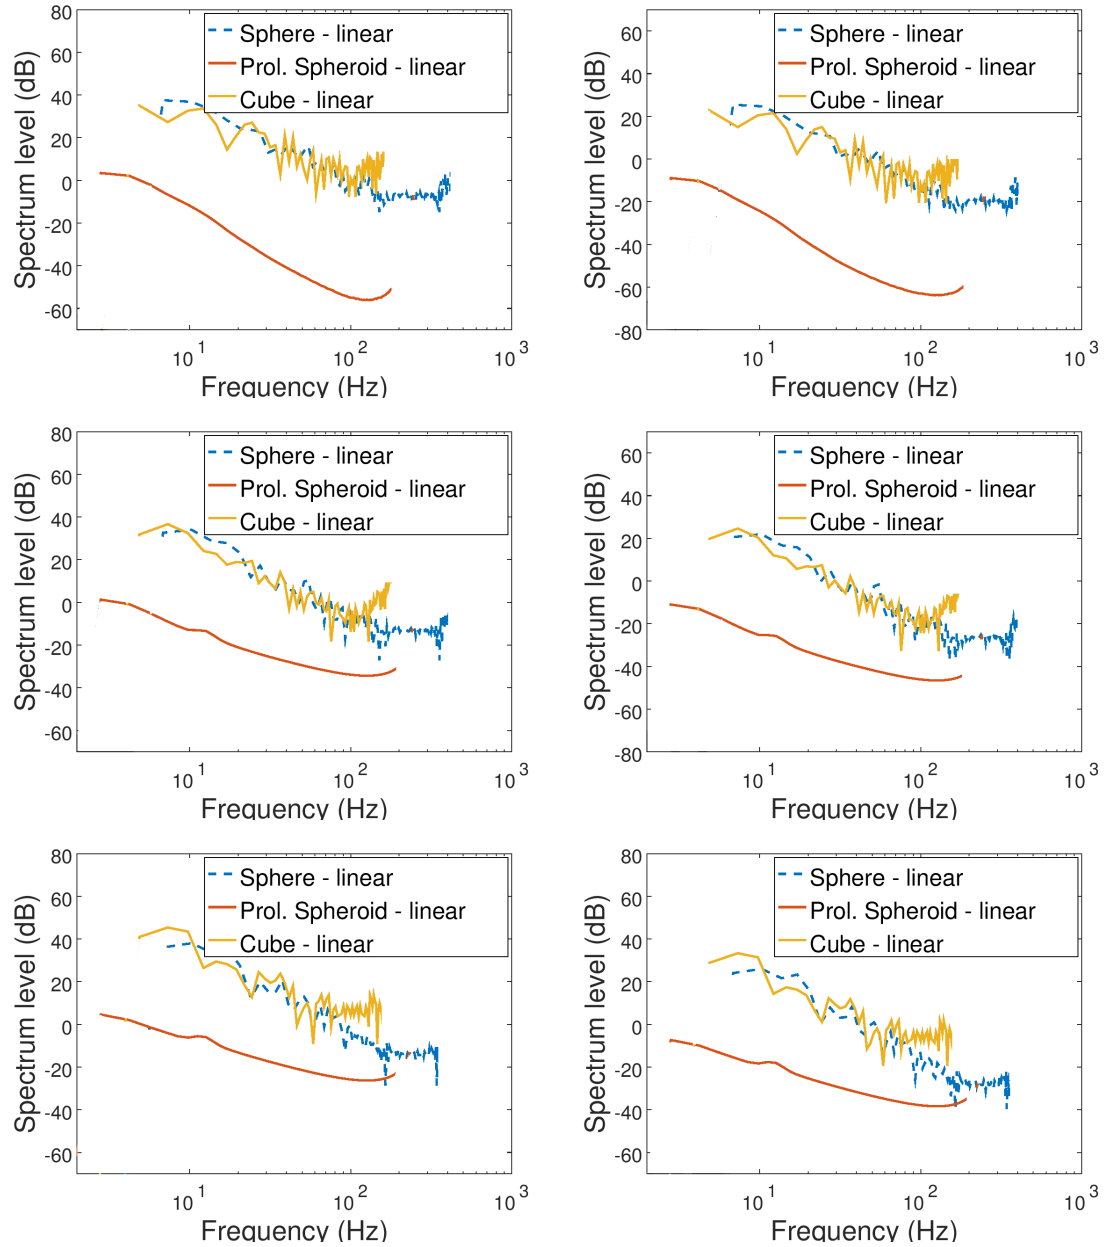 80
60
40
20
0
-20
-40
-60
Spectrum level (dB)
Sphere - linear
Prol. Spheroid - linear
Cube - linear
10 1
10 2
10 3
Frequency (Hz)
60
40
20
0
-20
-40
-60
-80
Spectrum level (dB)
Sphere - linear
Prol. Spheroid - linear
Cube - linear
10 1
10 2
10 3
Frequency (Hz)
80
60
40
20
0
-20
-40
-60
Spectrum level (dB)
Sphere - linear
Prol. Spheroid - linear
Cube - linear
10 1
10 2
10 3
Frequency (Hz)
60
40
20
0
-20
-40
-60
-80
Spectrum level (dB)
Sphere - linear
Prol. Spheroid - linear
Cube - linear
10 1
10 2
10 3
Frequency (Hz)
80
60
40
20
0
-20
-40
-60
Spectrum level (dB)
Sphere - linear
Prol. Spheroid - linear
Cube - linear
10 1
10 2
10 3
Frequency (Hz)
80
60
40
20
0
-20
-40
-60
Spectrum level (dB)
Sphere - linear
Prol. Spheroid - linear
Cube - linear
10 1
10 2
10 3
Frequency (Hz)